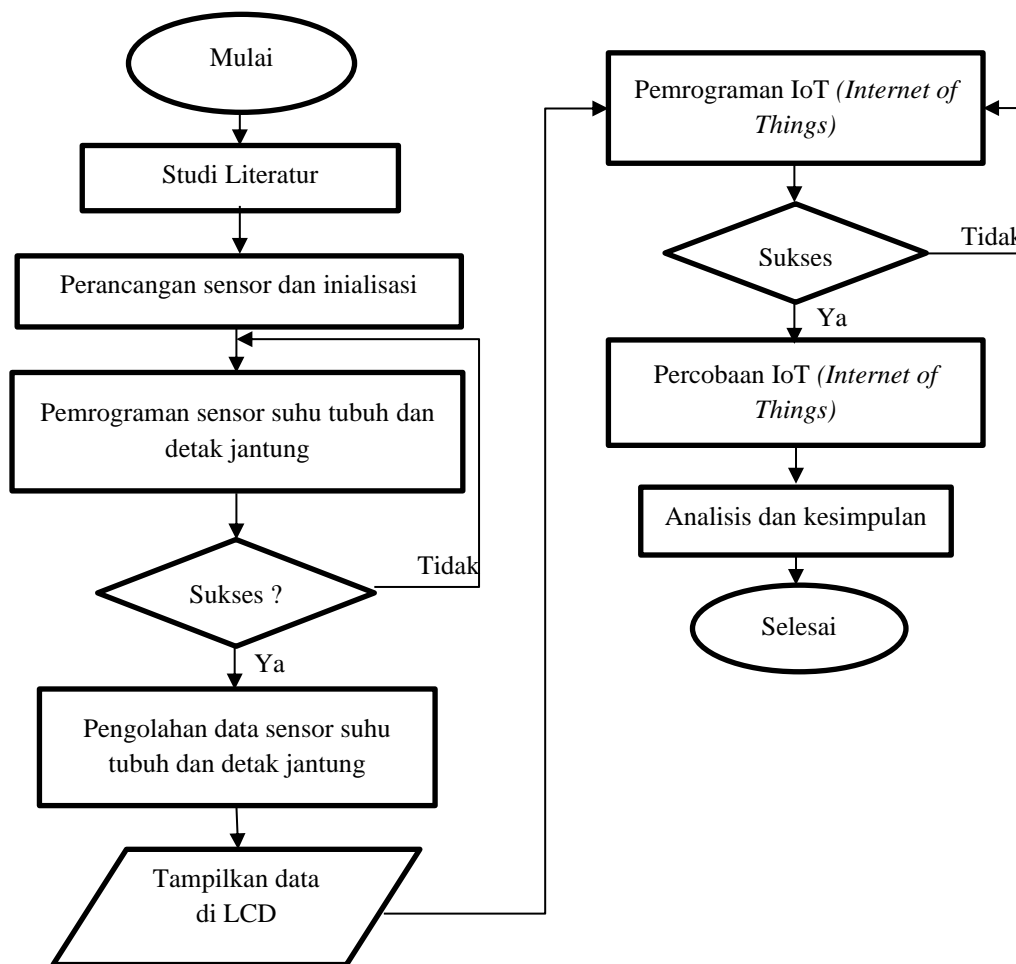 Mulai
Studi Literatur
Perancangan sensor dan inialisasi
Pemrograman sensor suhu tubuh dan
detak jantung
Sukses ?
Tidak
Ya
Pengolahan data sensor suhu
tubuh dan detak jantung
Tampilkan data
di LCD
Pemrograman IoT (Internet of
Things)
Sukses
Tidak
Ya
Percobaan IoT (Internet of
Things)
Analisis dan kesimpulan
Selesai